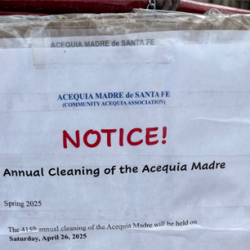 ACEQUIA MADRE DE SANTA FE
ACEQUIA MADRE DE SANTA FE
(COMMUNITY ACEQUIA ASSOCIATION)
NOTICE!
Annual Cleaning of the Acequia Madre
Spring 2025
The 415th annual cleaning of the Acequia Madre will be held on
Saturday, April 26, 2025